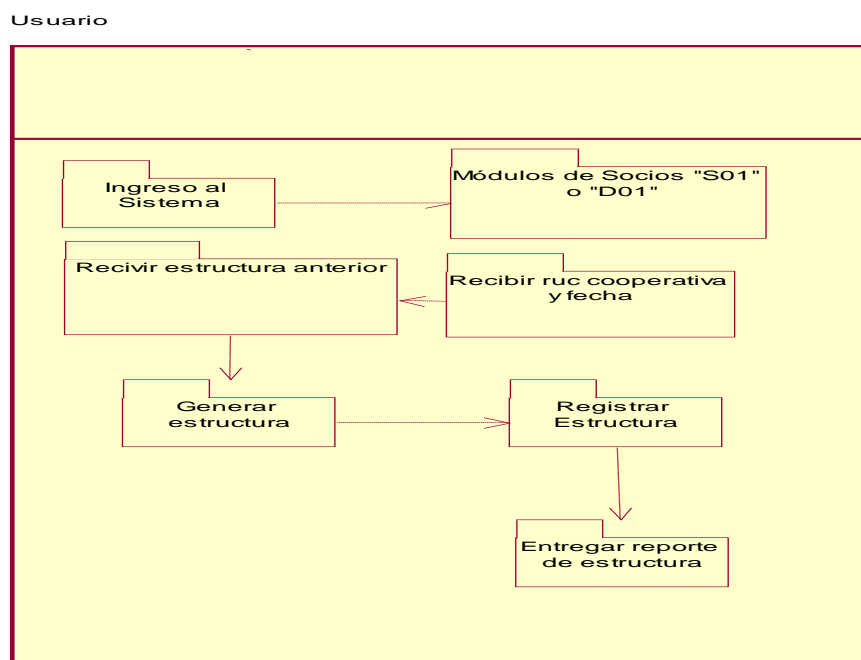 Usuario
Ingreso al
Sistema
Módulos de Socios "S01"
o "D01"
Recivir estructura anterior
Recibir ruc cooperativa
y fecha
Generar
estructura
Registrar
Estructura
Entregar reporte
de estructura